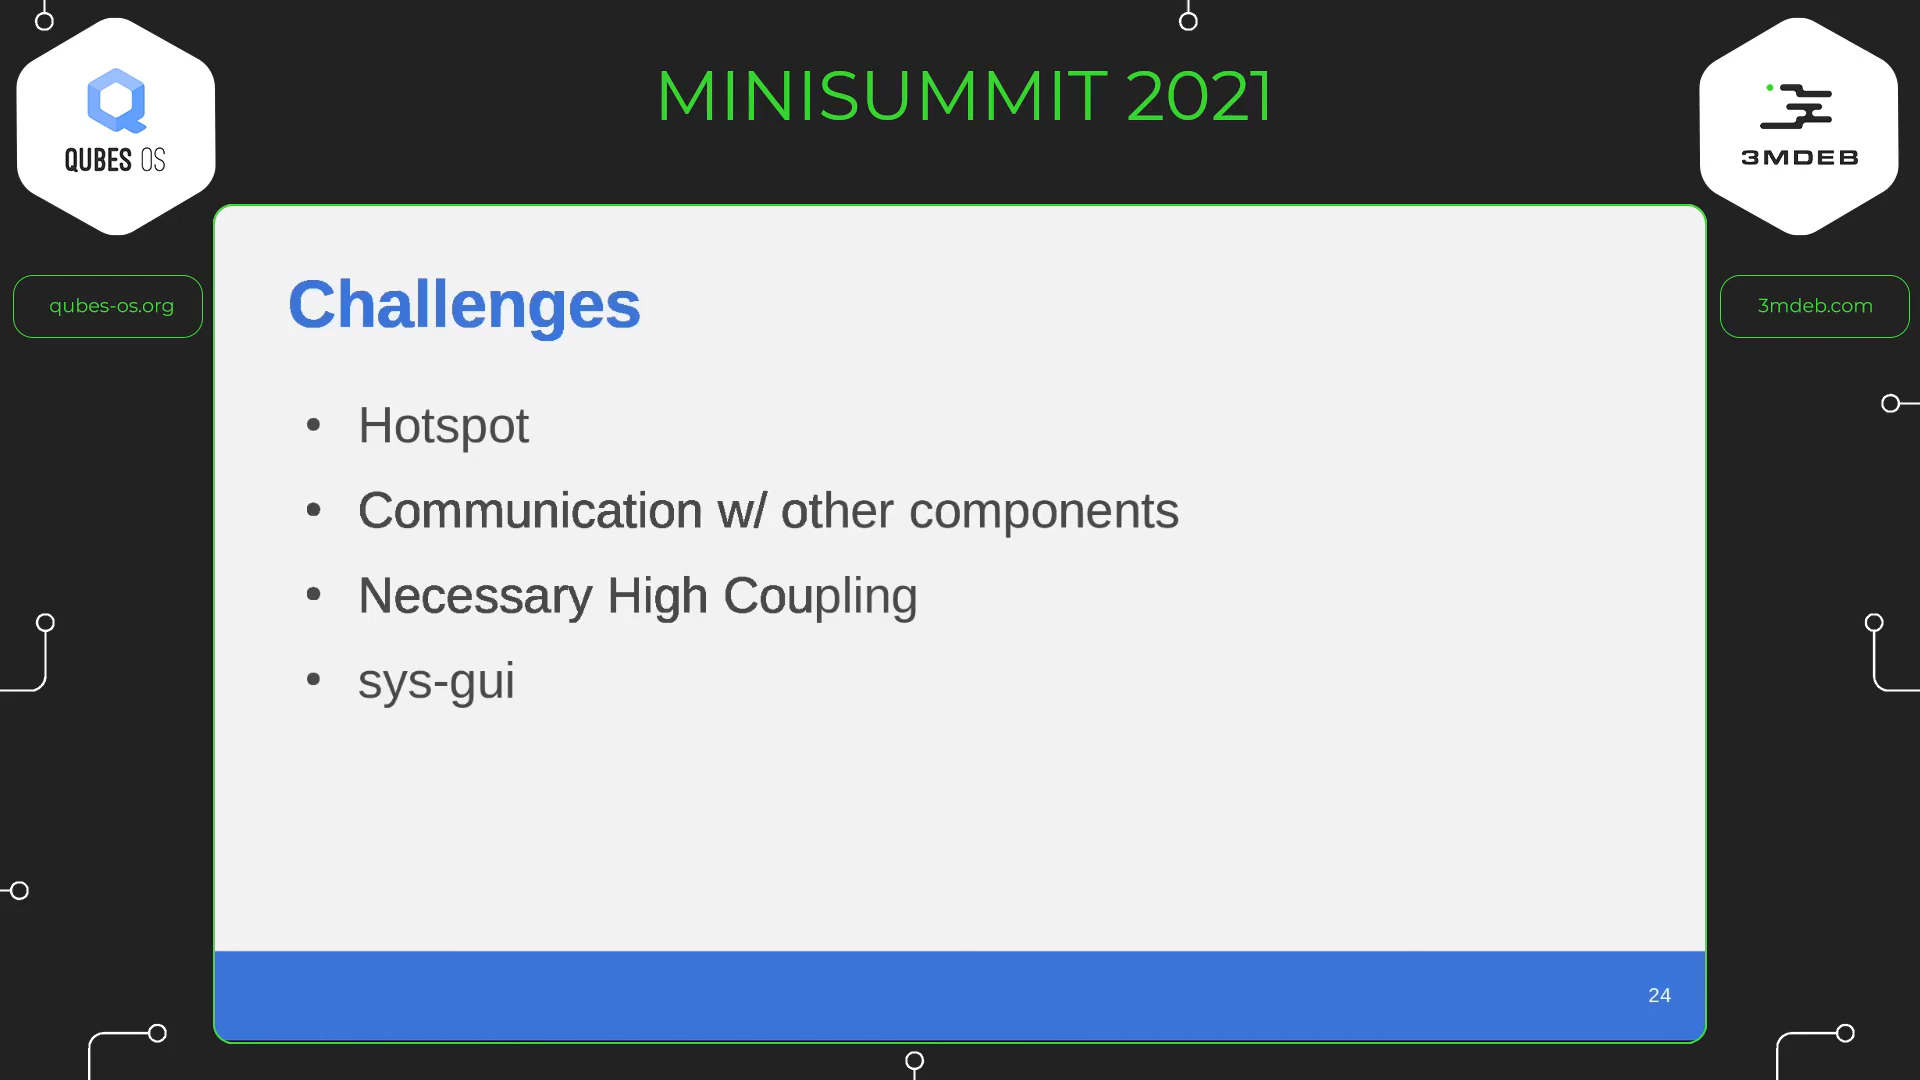 MINISUMMIT 2021
QUBES OS
3MDEB
qubes-os.org
3mdeb.com
Challenges
• Hotspot
• Communication w/ other components
• Necessary High Coupling
• sys-gui
24